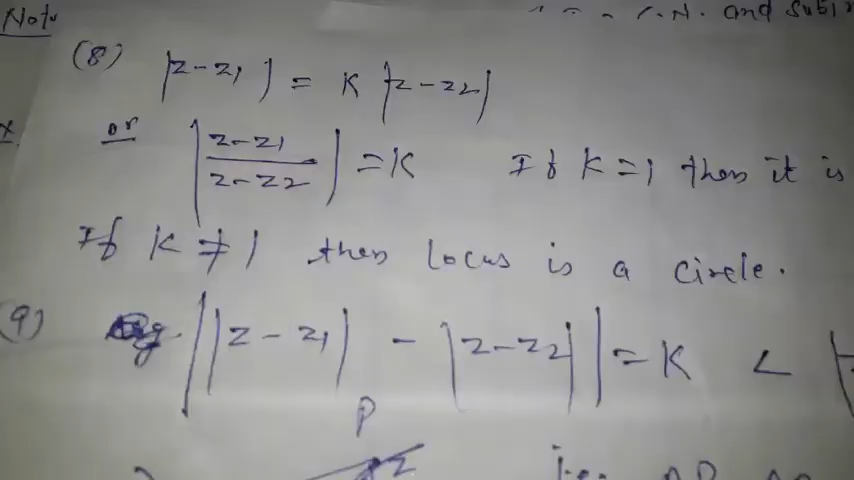 Note
C.N. and
(8) |z-z1| = K |z-z2|
or |z-z1/z-z2| = K If K=1 then it is
If K ≠ 1 then locus is a circle.
(9) ||z-z1| - |z-z2|| = K <
P
z i.e.